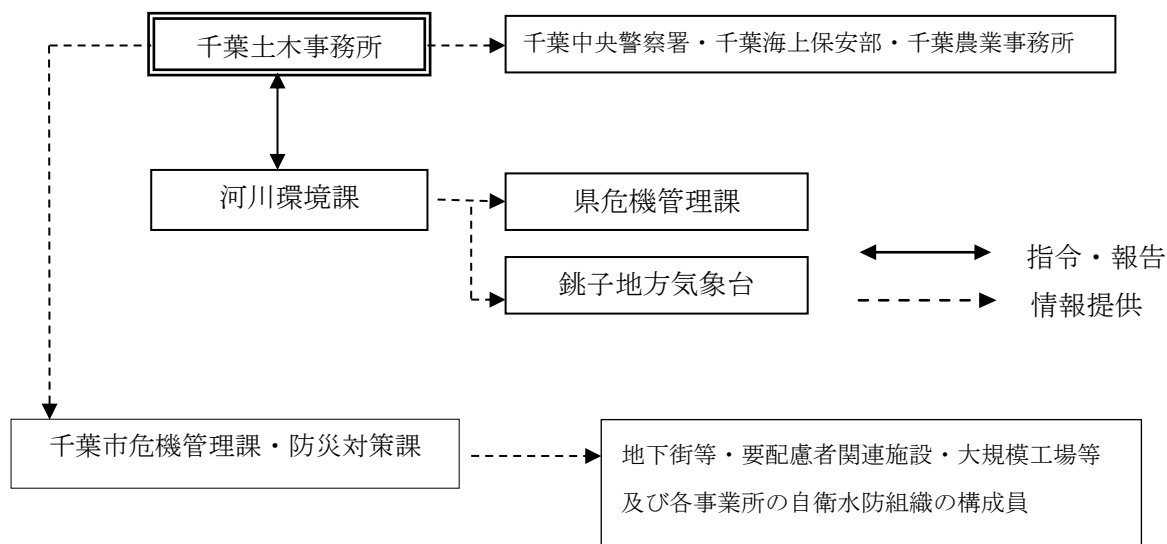 千葉土木事務所
千葉中央警察署・千葉海上保安部・千葉農業事務所
河川環境課
県危機管理課
銚子地方気象台
指令・報告
情報提供
千葉市危機管理課・防災対策課
地下街等・要配慮者関連施設・大規模工場等
及び各事業所の自衛水防組織の構成員